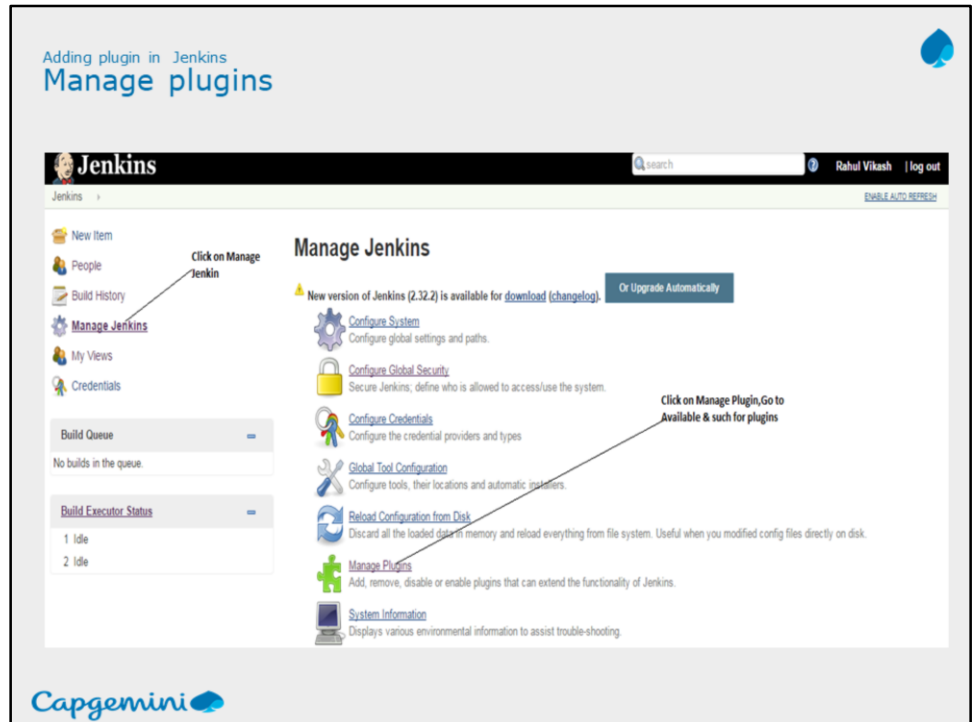 Adding plugin in Jenkins
Manage plugins
Jenkins
search
Rahul Vikash | log out
Jenkins ›
ENABLE AUTO REFRESH
New Item
People
Build History
Manage Jenkins
My Views
Credentials
Click on Manage
Jenkin
Build Queue
No builds in the queue.
Build Executor Status
1 Idle
2 Idle
Manage Jenkins
New version of Jenkins (2.32.2) is available for download (changelog).
Or Upgrade Automatically
Configure System
Configure global settings and paths.
Configure Global Security
Secure Jenkins; define who is allowed to access/use the system.
Click on Manage Plugin,Go to
Available & such for plugins
Configure Credentials
Configure the credential providers and types
Global Tool Configuration
Configure tools, their locations and automatic installers.
Reload Configuration from Disk
Discard all the loaded data in memory and reload everything from file system. Useful when you modified config files directly on disk.
Manage Plugins
Add, remove, disable or enable plugins that can extend the functionality of Jenkins.
System Information
Displays various environmental information to assist trouble-shooting.
Capgemini